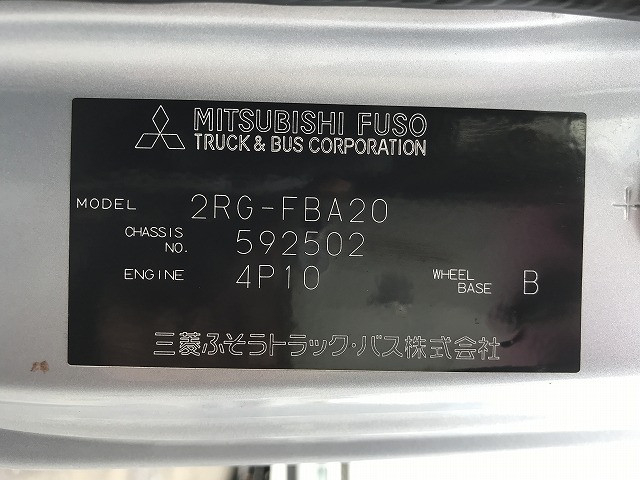 MITSUBISHI FUSO
TRUCK & BUS CORPORATION
MODEL 2RG-FBA20
CHASSIS NO. 592502
ENGINE 4P10 WHEEL BASE B
三菱ふそうトラック・バス株式会社